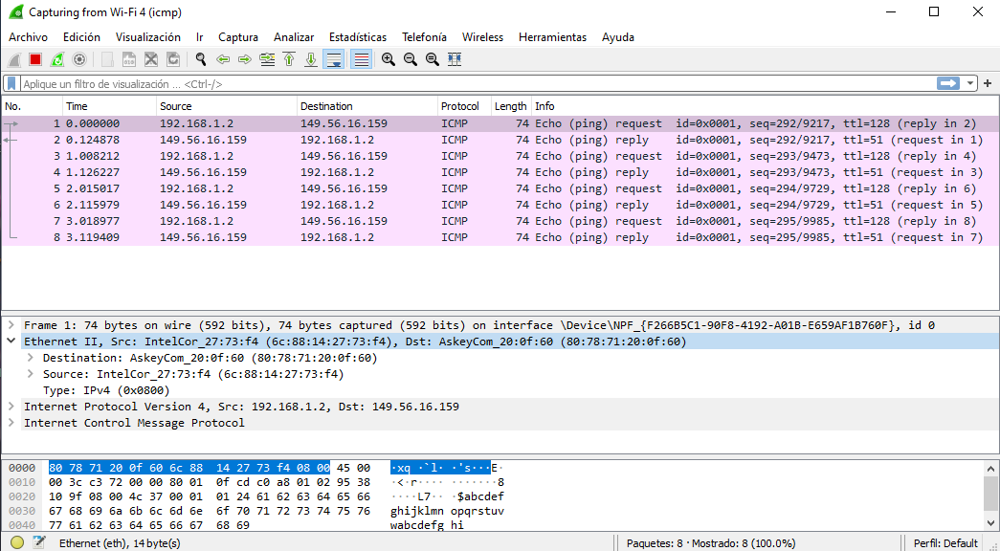 Capturing from Wi-Fi 4 (icmp)
Archivo Edición Visualización Ir Captura Analizar Estadísticas Telefonía Wireless Herramientas Ayuda
Aplique un filtro de visualización ... <Ctrl-/>
No. Time Source Destination Protocol Length Info
1 0.000000 192.168.1.2 149.56.16.159 ICMP 74 Echo (ping) request id=0x0001, seq=292/9217, ttl=128 (reply in 2)
2 0.124878 149.56.16.159 192.168.1.2 ICMP 74 Echo (ping) reply id=0x0001, seq=292/9217, ttl=51 (request in 1)
3 1.008212 192.168.1.2 149.56.16.159 ICMP 74 Echo (ping) request id=0x0001, seq=293/9473, ttl=128 (reply in 4)
4 1.126227 149.56.16.159 192.168.1.2 ICMP 74 Echo (ping) reply id=0x0001, seq=293/9473, ttl=51 (request in 3)
5 2.015017 192.168.1.2 149.56.16.159 ICMP 74 Echo (ping) request id=0x0001, seq=294/9729, ttl=128 (reply in 6)
6 2.115979 149.56.16.159 192.168.1.2 ICMP 74 Echo (ping) reply id=0x0001, seq=294/9729, ttl=51 (request in 5)
7 3.018977 192.168.1.2 149.56.16.159 ICMP 74 Echo (ping) request id=0x0001, seq=295/9985, ttl=128 (reply in 8)
8 3.119409 149.56.16.159 192.168.1.2 ICMP 74 Echo (ping) reply id=0x0001, seq=295/9985, ttl=51 (request in 7)
Frame 1: 74 bytes on wire (592 bits), 74 bytes captured (592 bits) on interface \Device\NPF_{F266B5C1-90F8-4192-A01B-E659AF1B760F}, id 0
Ethernet II, Src: IntelCor_27:73:f4 (6c:88:14:27:73:f4), Dst: AskeyCom_20:0f:60 (80:78:71:20:0f:60)
Destination: AskeyCom_20:0f:60 (80:78:71:20:0f:60)
Source: IntelCor_27:73:f4 (6c:88:14:27:73:f4)
Type: IPv4 (0x0800)
Internet Protocol Version 4, Src: 192.168.1.2, Dst: 149.56.16.159
Internet Control Message Protocol
0000 80 78 71 20 0f 60 6c 88 14 27 73 f4 08 00 45 00 ·xq ·`l· ·'s···E·
0010 00 3c c3 72 00 00 80 01 0f cd c0 a8 01 02 95 38 ·<·r···· ·······8
0020 10 9f 08 00 4c 37 00 01 01 24 61 62 63 64 65 66 ····L7·· ·$abcdef
0030 67 68 69 6a 6b 6c 6d 6e 6f 70 71 72 73 74 75 76 ghijklmn opqrstuv
0040 77 61 62 63 64 65 66 67 68 69 wabcdefg hi
Ethernet (eth), 14 byte(s) Paquetes: 8 · Mostrado: 8 (100.0%) Perfil: Default